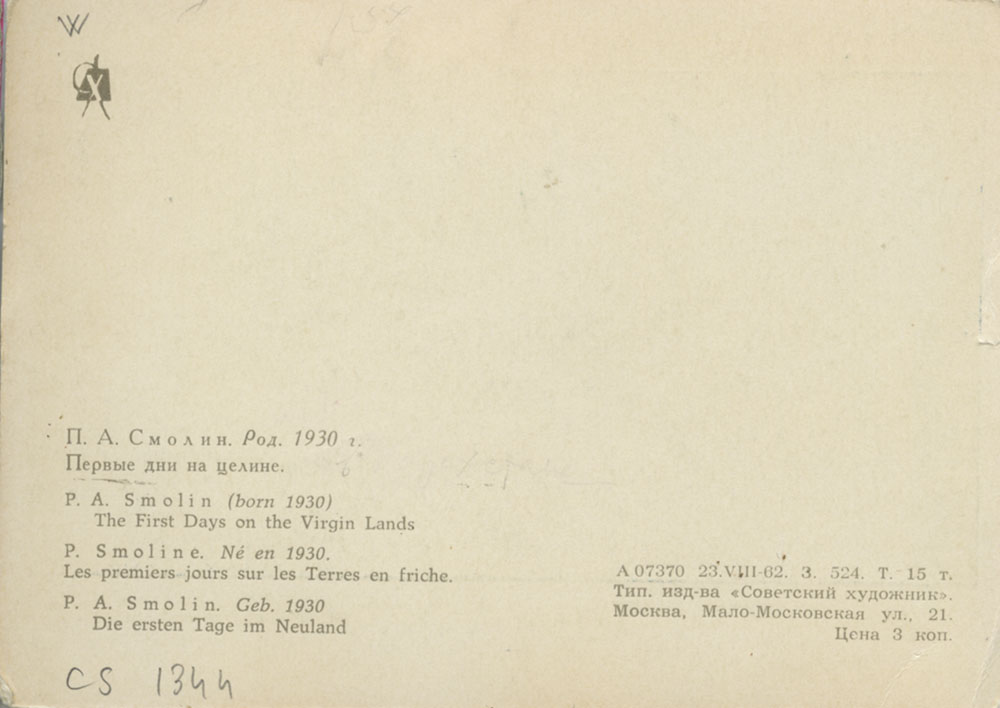 W
СХ
П. А. Смолин. Род. 1930 г.
Первые дни на целине.
P. A. Smolin (born 1930)
The First Days on the Virgin Lands
P. Smoline. Né en 1930.
Les premiers jours sur les Terres en friche.
P. A. Smolin. Geb. 1930
Die ersten Tage im Neuland
А 07370 23.VIII-62. З. 524. Т. 15 т.
Тип. изд-ва «Советский художник».
Москва, Мало-Московская ул., 21.
Цена 3 коп.
CS 1344